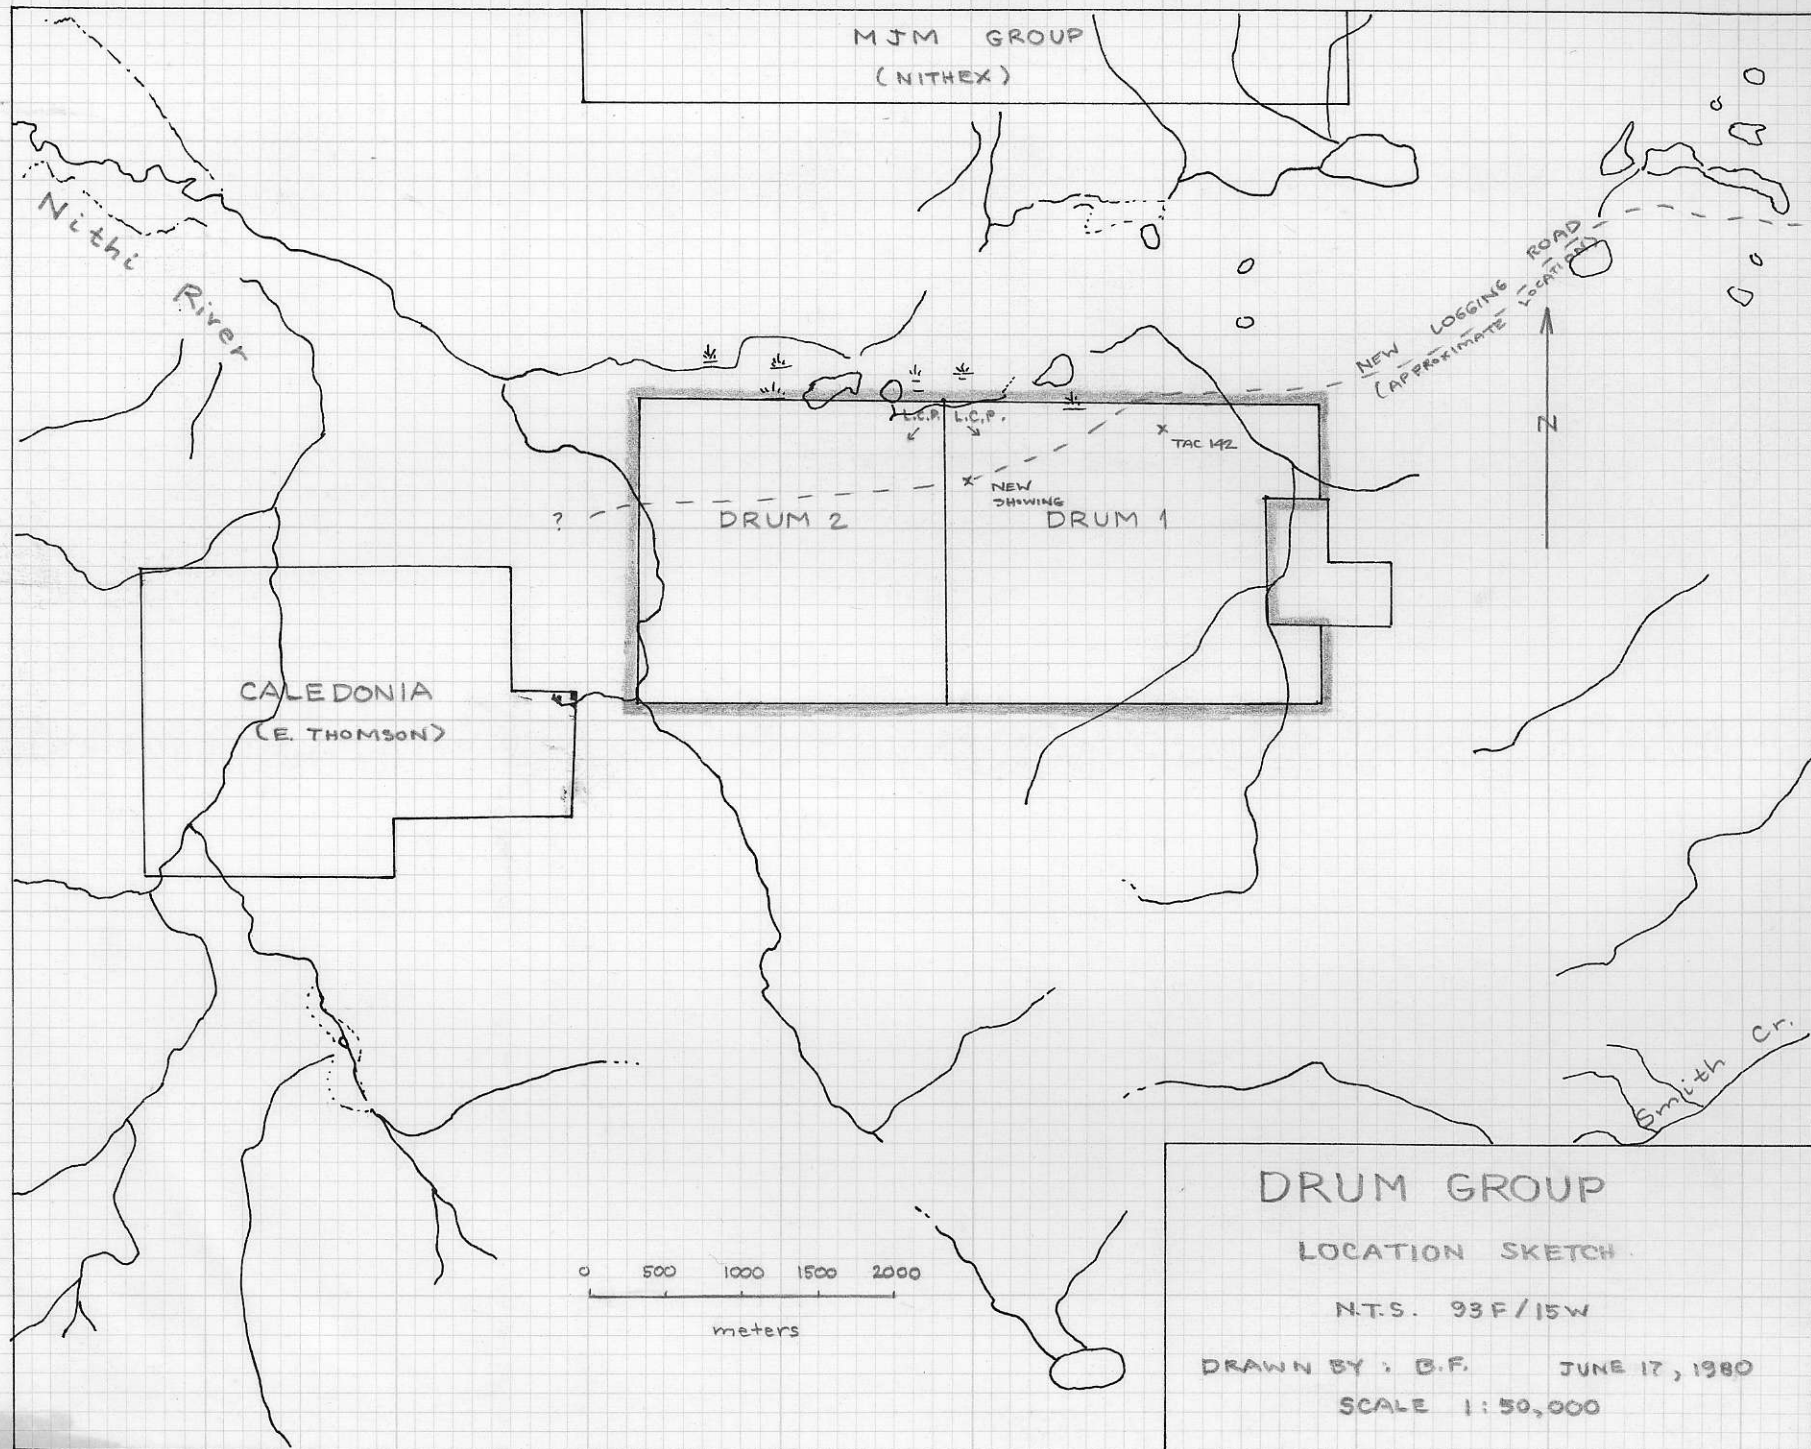 MJM GROUP
(NITHEX)
Nithi
River
NEW LOGGING ROAD
(APPROXIMATE LOCATION)
N
L.C.P. L.C.P.
TAC 142
NEW
SHOWING
?
DRUM 2
DRUM 1
CALEDONIA
(E. THOMSON)
Smith Cr.
0 500 1000 1500 2000
meters
DRUM GROUP
LOCATION SKETCH
N.T.S. 93F/15W
DRAWN BY : B.F. JUNE 17, 1980
SCALE 1:50,000